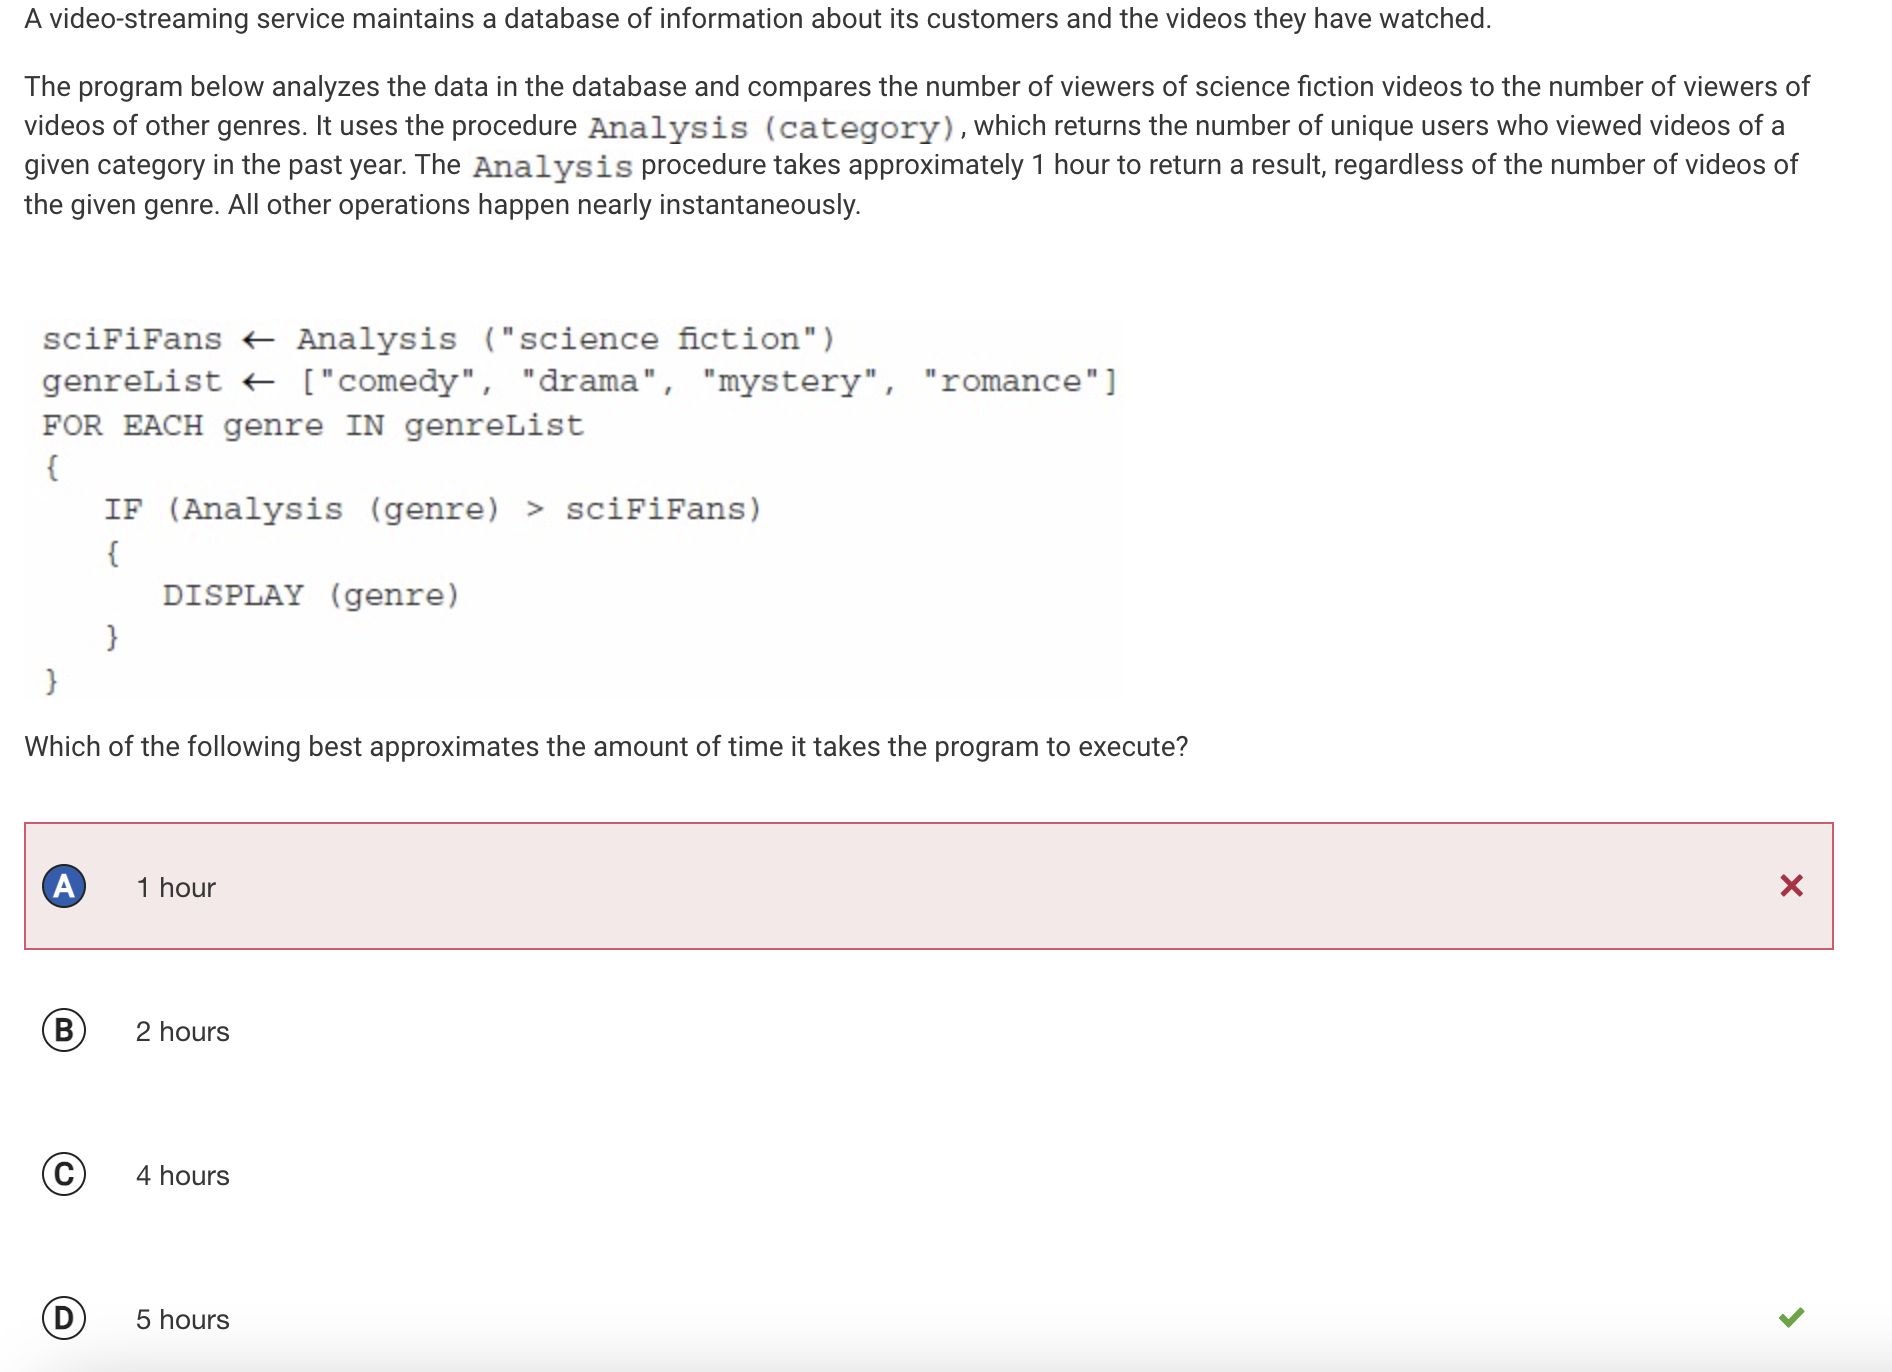 A video-streaming service maintains a database of information about its customers and the videos they have watched.
The program below analyzes the data in the database and compares the number of viewers of science fiction videos to the number of viewers of
videos of other genres. It uses the procedure Analysis (category), which returns the number of unique users who viewed videos of a
given category in the past year. The Analysis procedure takes approximately 1 hour to return a result, regardless of the number of videos of
the given genre. All other operations happen nearly instantaneously.
sciFiFans ← Analysis ("science fiction")
genreList ← ["comedy", "drama", "mystery", "romance"]
FOR EACH genre IN genreList
{
IF (Analysis (genre) > sciFiFans)
{
DISPLAY (genre)
}
}
Which of the following best approximates the amount of time it takes the program to execute?
A 1 hour
B 2 hours
C 4 hours
D 5 hours